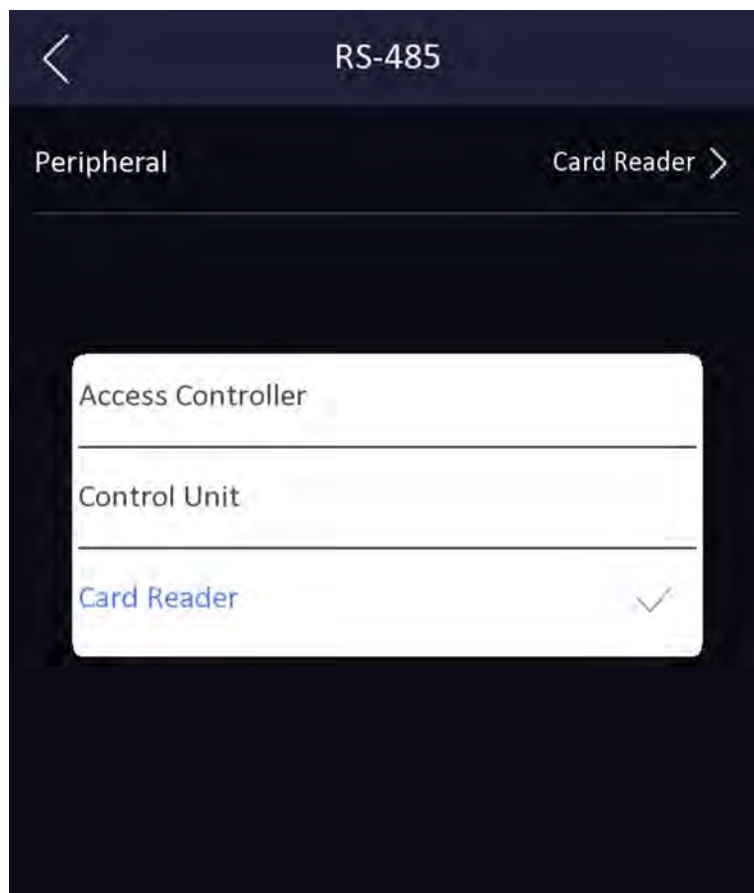 RS-485
Peripheral Card Reader
Access Controller
Control Unit
Card Reader